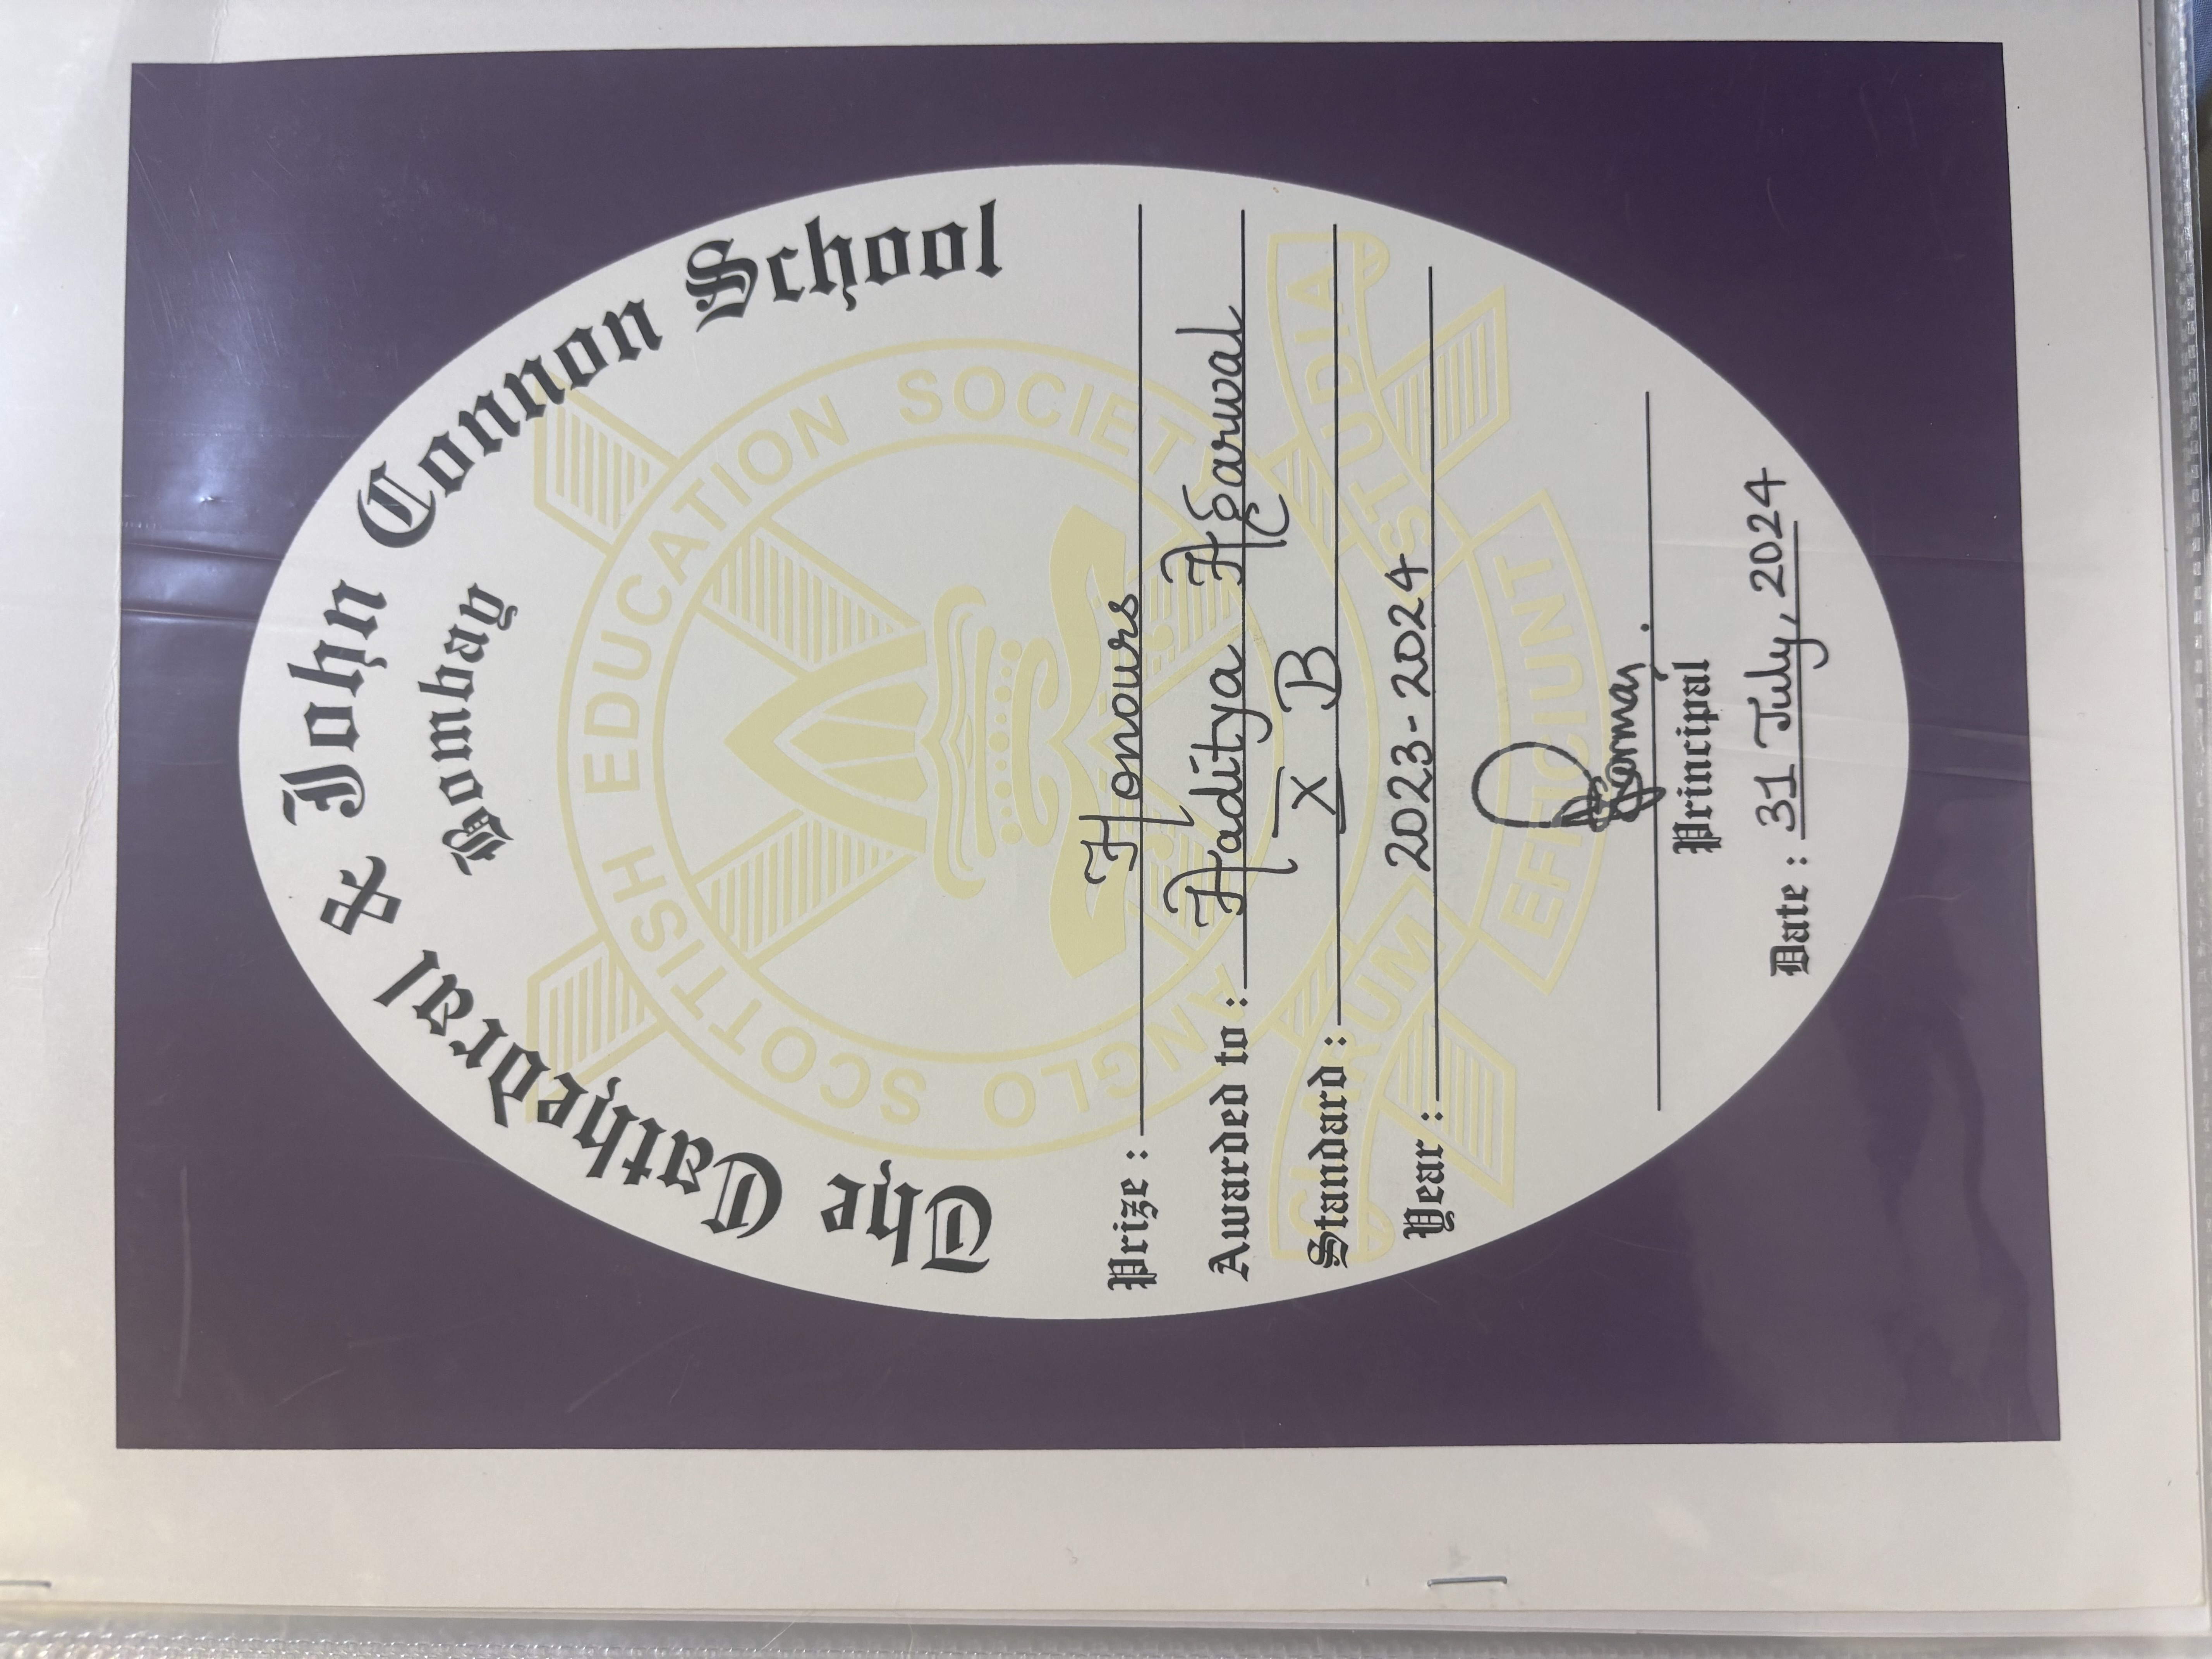 The Cathedral & John Connon School
Bombay
ANGLO SCOTTISH EDUCATION SOCIETY
Prize : Honours
Awarded to : Aaditya Agarwal
Standard : X B
Year : 2023-2024
CLARUM EFFICIUNT STUDIA
Principal
Date : 31 July, 2024